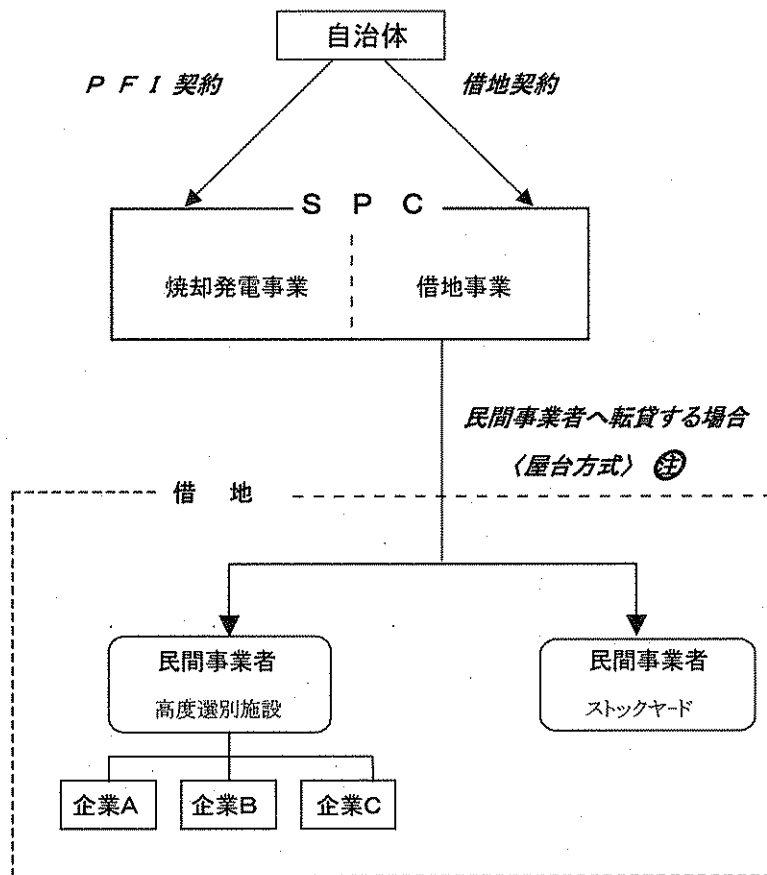 自治体
ＰＦＩ契約
借地契約
ＳＰＣ
焼却発電事業
借地事業
民間事業者へ転貸する場合
〈屋台方式〉 ㊟
借地
民間事業者
高度選別施設
民間事業者
ストックヤード
企業A
企業B
企業C